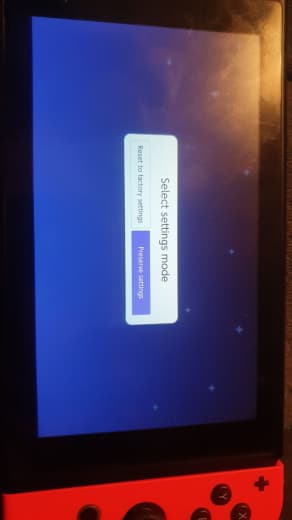 Select settings mode
Reset to factory settings
Preserve settings
X
Y